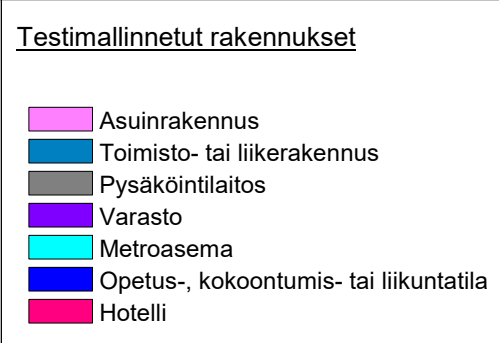 Testimallinnetut rakennukset
Asuinrakennus
Toimisto- tai liikerakennus
Pysäköintilaitos
Varasto
Metroasema
Opetus-, kokoontumis- tai liikuntatila
Hotelli